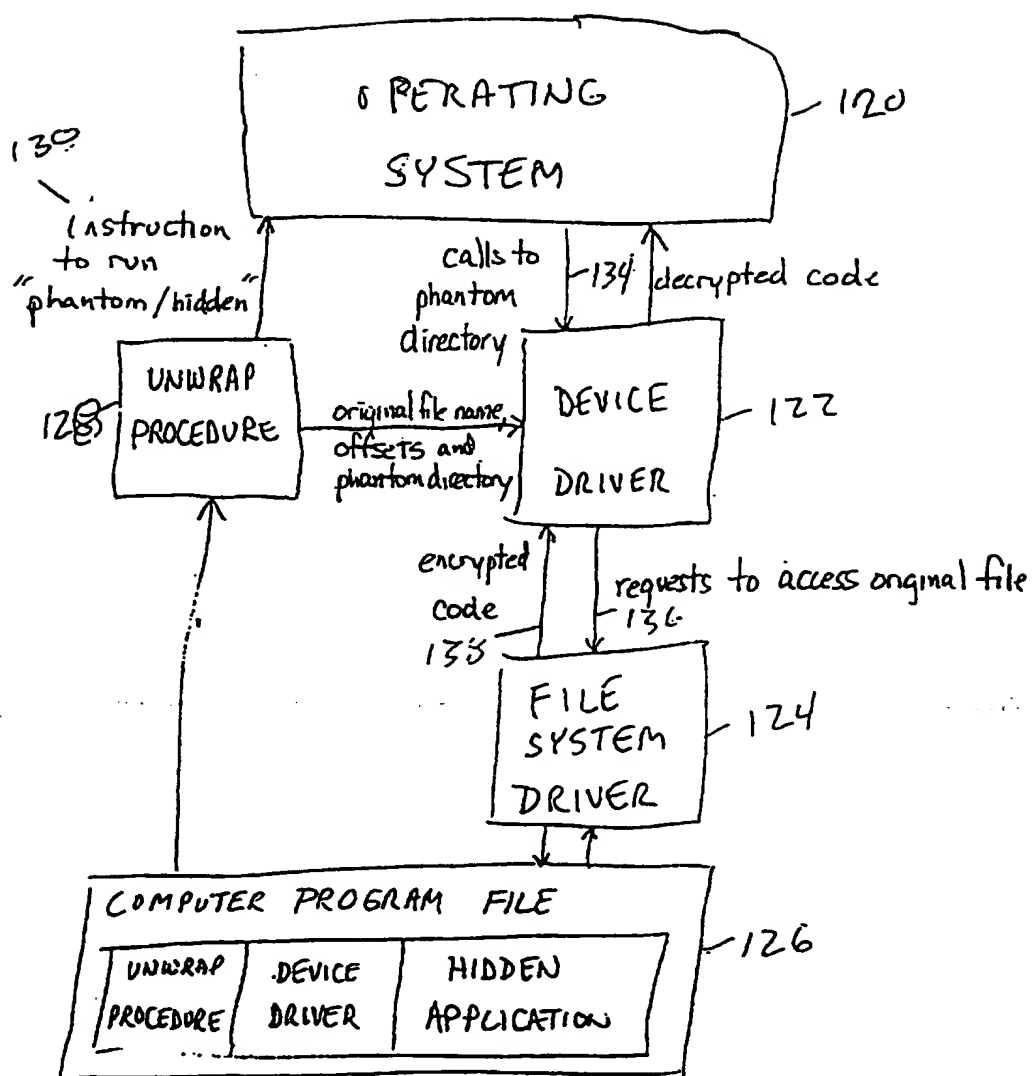 OPERATING
SYSTEM
120
130
instruction
to run
"phantom/hidden"
calls to
phantom
directory
134
decrypted code
UNWRAP
PROCEDURE
128
original file name,
offsets and
phantom directory
DEVICE
DRIVER
122
encrypted
code
138
requests to access original file
136
FILE
SYSTEM
DRIVER
124
COMPUTER PROGRAM FILE
126
UNWRAP
PROCEDURE
DEVICE
DRIVER
HIDDEN
APPLICATION